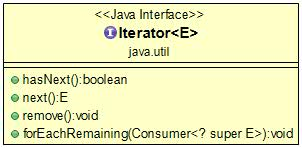 <<Java Interface>>
I Iterator<E>
java.util
hasNext():boolean
next():E
remove():void
forEachRemaining(Consumer<? super E>):void